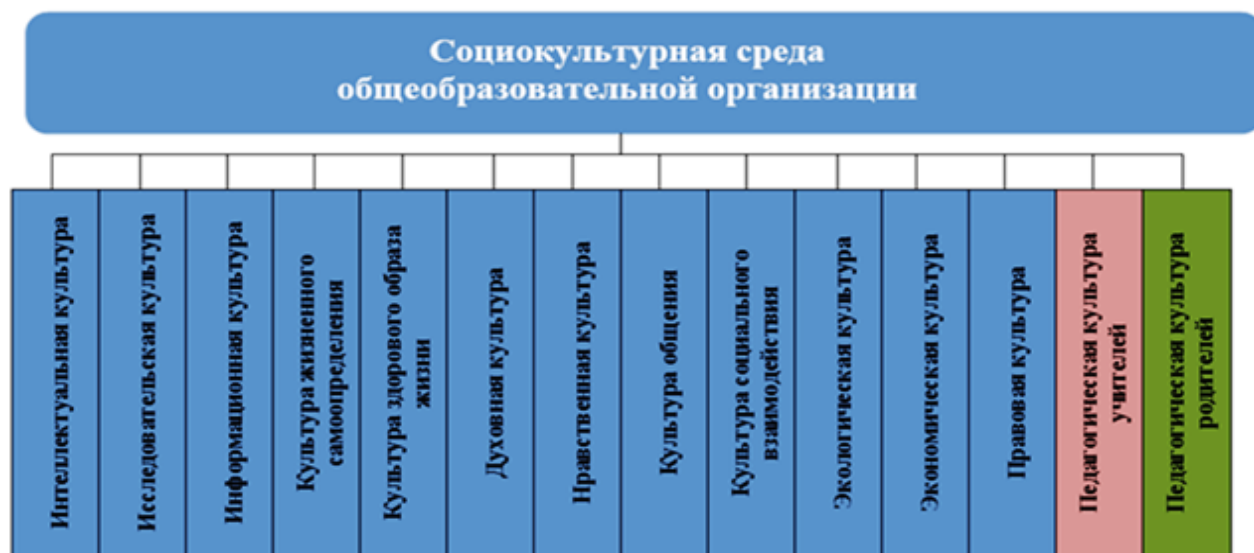 Социокультурная среда
общеобразовательной организации
Интеллектуальная культура
Исследовательская культура
Информационная культура
Культура жизненного
самоопределения
Культура здорового образа
жизни
Духовная культура
Нравственная культура
Культура общения
Культура социального
взаимодействия
Экологическая культура
Экономическая культура
Правовая культура
Педагогическая культура
учителей
Педагогическая культура
родителей